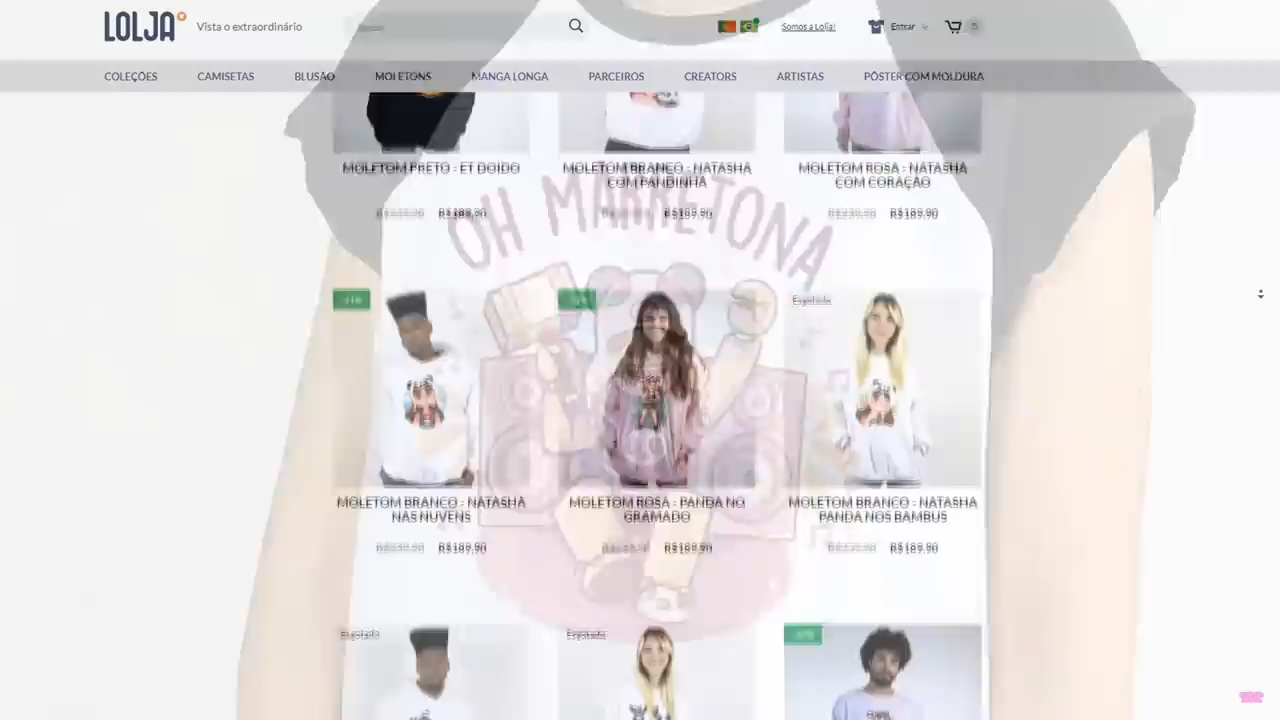 LOLJA
Vista o extraordinário
Somos a Lolja!
Entrar
COLEÇÕES
CAMISETAS
BLUSÃO
MOLETONS
MANGA LONGA
PARCEIROS
CREATORS
ARTISTAS
PÔSTER COM MOLDURA
MOLETOM PRETO - ET DOIDO
MOLETOM BRANCO - NATASHA
COM PANDINHA
MOLETOM ROSA - NATASHA
COM CORAÇÃO
R$189,90
R$189,90
R$239,90 R$189,90
OH MARRETONA
Esgotado
MOLETOM BRANCO - NATASHA
NAS NUVENS
MOLETOM ROSA - PANDA NO
GRAMADO
MOLETOM BRANCO - NATASHA
PANDA NOS BAMBUS
R$189,90
R$189,90
R$189,90
Esgotado
Esgotado